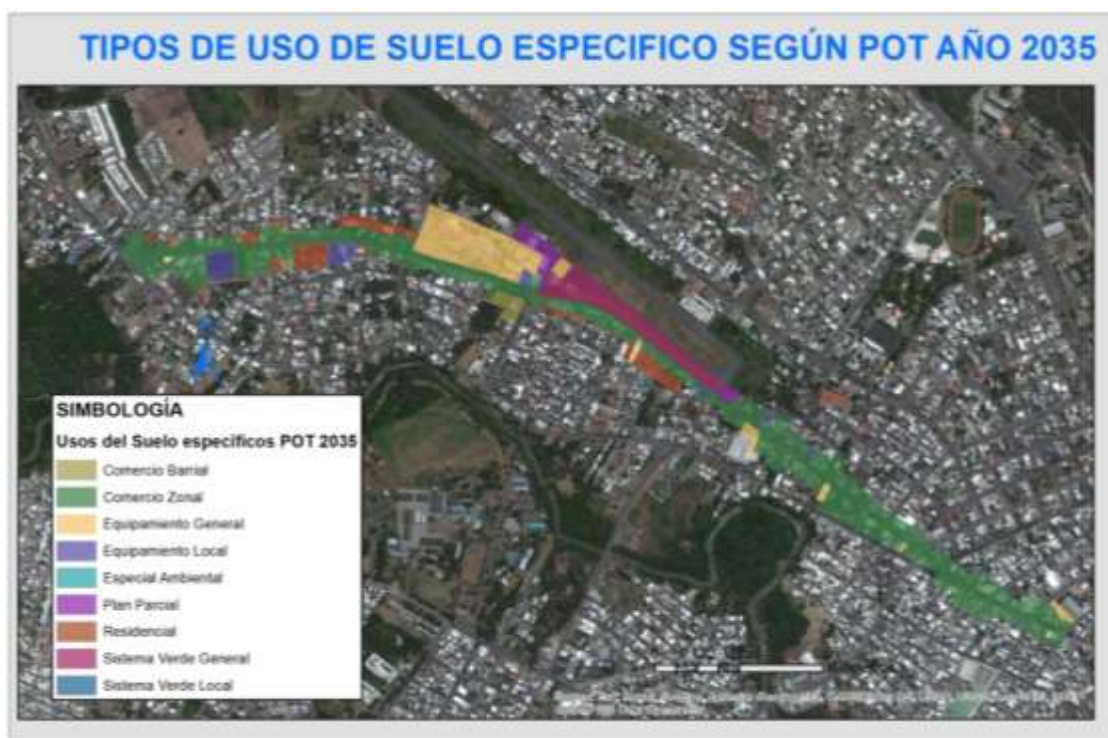 TIPOS DE USO DE SUELO ESPECIFICO SEGÚN POT AÑO 2035
SIMBOLOGÍA
Usos del Suelo específicos POT 2035
Comercio Barrial
Comercio Zonal
Equipamiento General
Equipamiento Local
Especial Ambiental
Plan Parcial
Residencial
Sistema Verde General
Sistema Verde Local